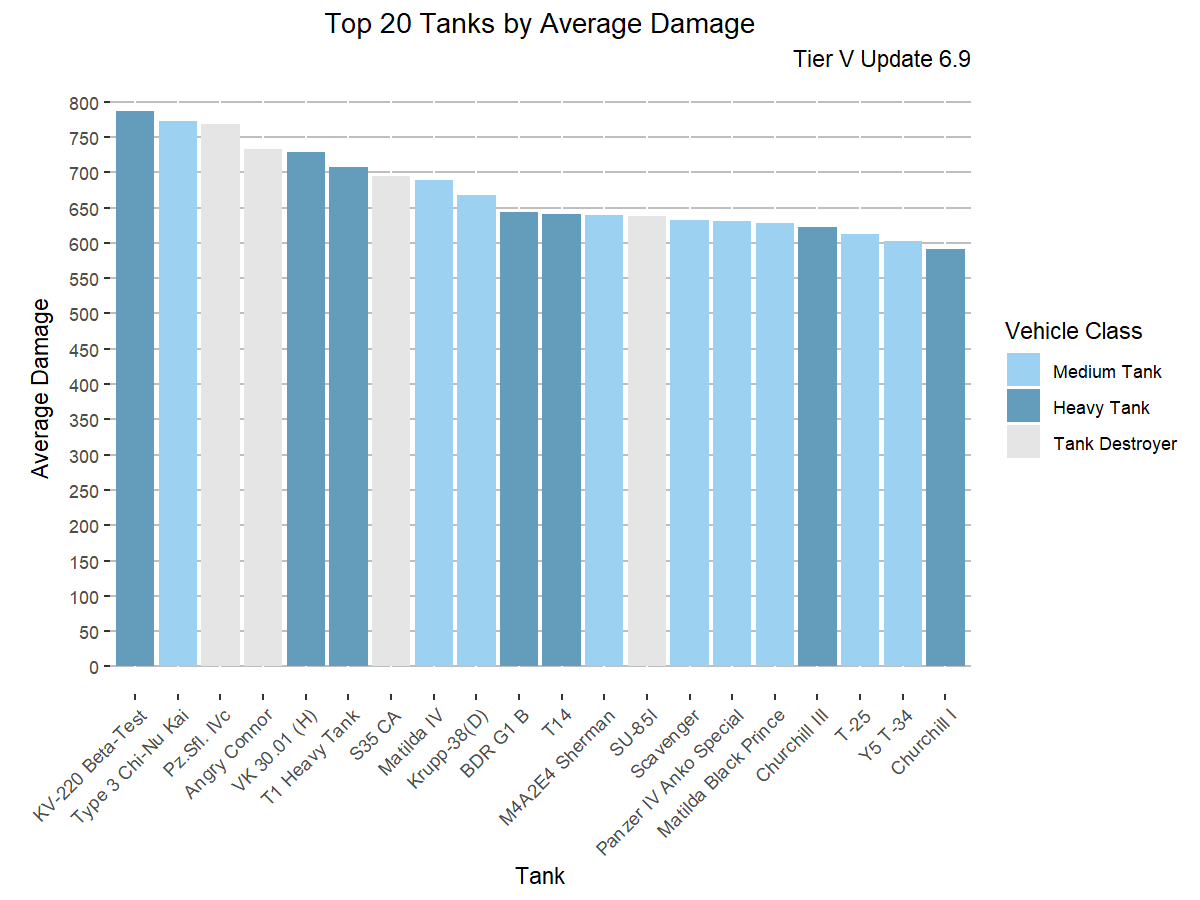 Top 20 Tanks by Average Damage
Tier V Update 6.9
Average Damage
800
750
700
650
600
550
500
450
400
350
300
250
200
150
100
50
0
KV-220 Beta-Test
Type 3 Chi-Nu Kai
Pz.Sfl. IVc
Angry Connor
VK 30.01 (H)
T1 Heavy Tank
S35 CA
Matilda IV
Krupp-38(D)
BDR G1 B
T14
M4A2E4 Sherman
SU-85I
Scavenger
Panzer IV Anko Special
Matilda Black Prince
Churchill III
T-25
Y5 T-34
Churchill I
Tank
Vehicle Class
Medium Tank
Heavy Tank
Tank Destroyer